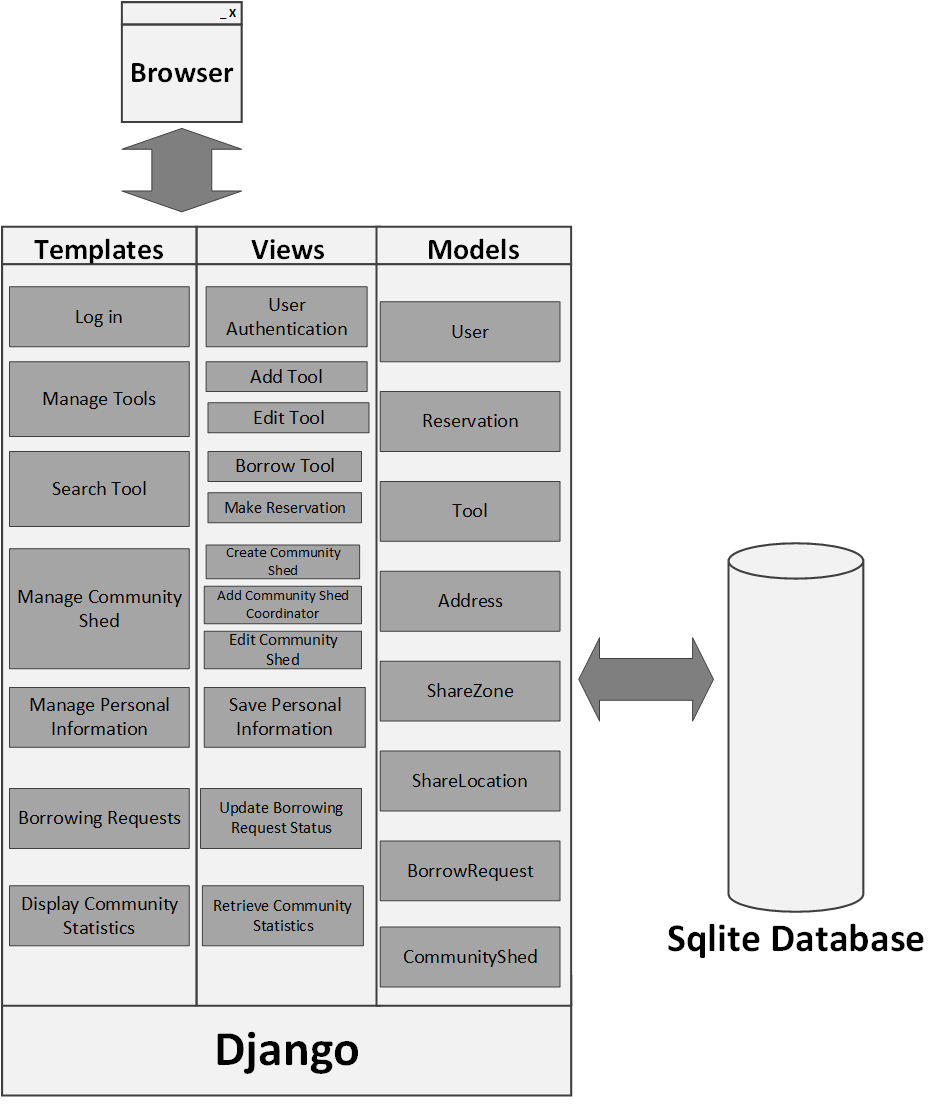 _ X
Browser
Templates
Views
Models
Log in
Manage Tools
Search Tool
Manage Community
Shed
Manage Personal
Information
Borrowing Requests
Display Community
Statistics
User
Authentication
Add Tool
Edit Tool
Borrow Tool
Make Reservation
Create Community
Shed
Add Community Shed
Coordinator
Edit Community
Shed
Save Personal
Information
Update Borrowing
Request Status
Retrieve Community
Statistics
User
Reservation
Tool
Address
ShareZone
ShareLocation
BorrowRequest
CommunityShed
Sqlite Database
Django